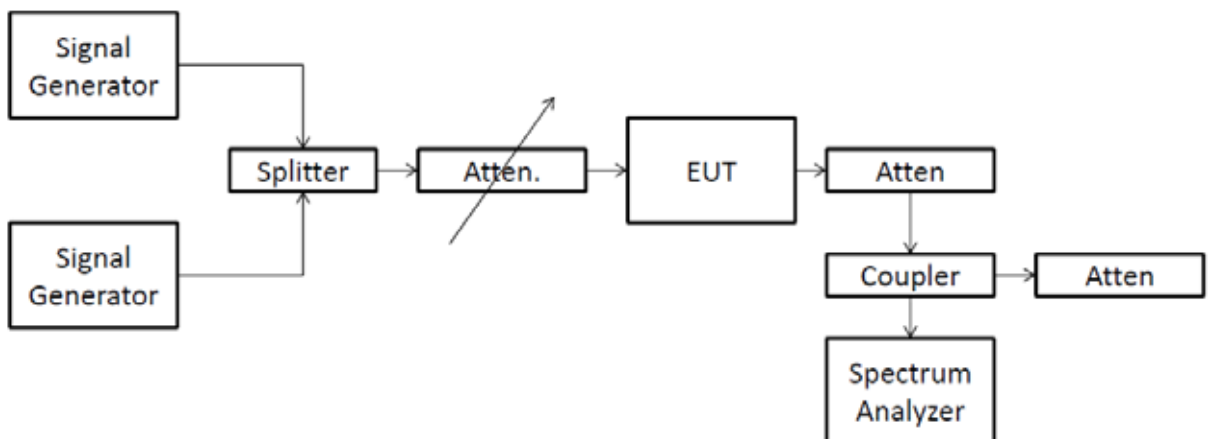 Signal
Generator
Splitter
Atten.
EUT
Atten
Signal
Generator
Coupler
Atten
Spectrum
Analyzer